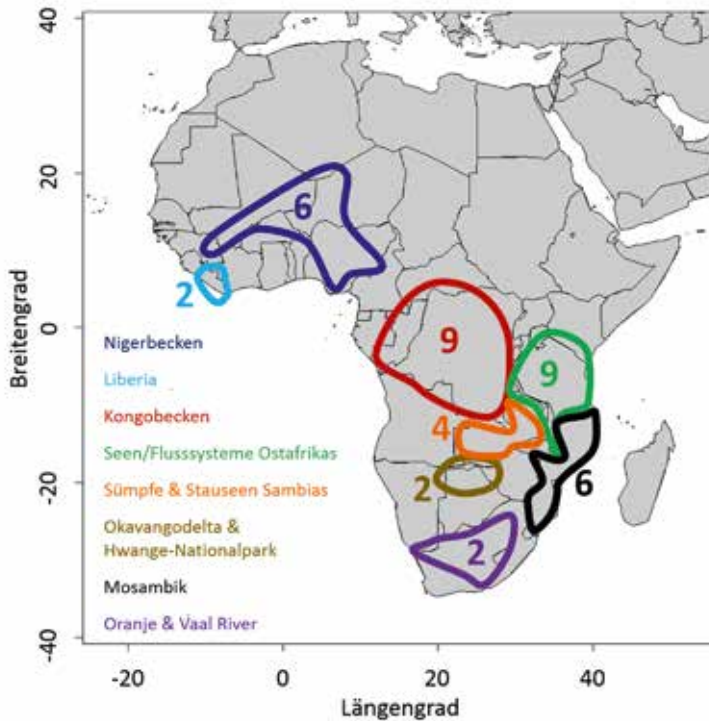 40
20
0
-20
-40
Breitengrad
6
2
9
9
4
2
6
2
Nigerbecken
Liberia
Kongobecken
Seen/Flusssysteme Ostafrikas
Sümpfe & Stauseen Sambias
Okavangodelta &
Hwange-Nationalpark
Mosambik
Oranje & Vaal River
-20
0
20
40
Längengrad